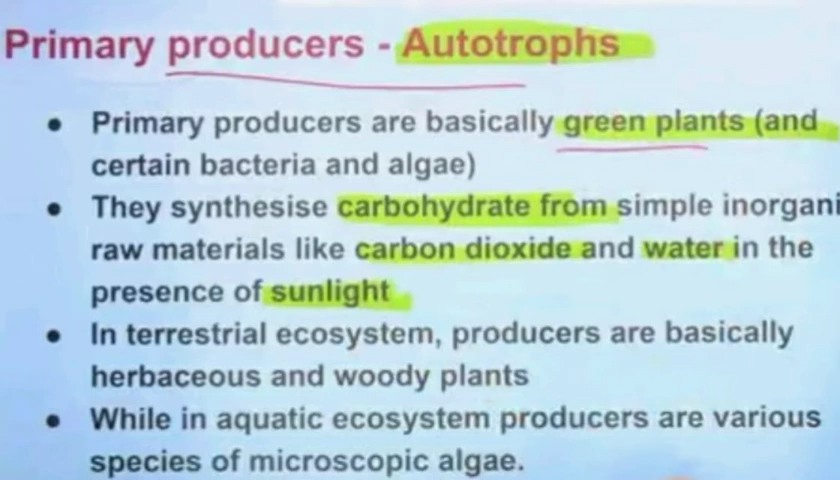 Primary producers - Autotrophs
• Primary producers are basically green plants (and
certain bacteria and algae)
• They synthesise carbohydrate from simple inorgani
raw materials like carbon dioxide and water in the
presence of sunlight
• In terrestrial ecosystem, producers are basically
herbaceous and woody plants
• While in aquatic ecosystem producers are various
species of microscopic algae.